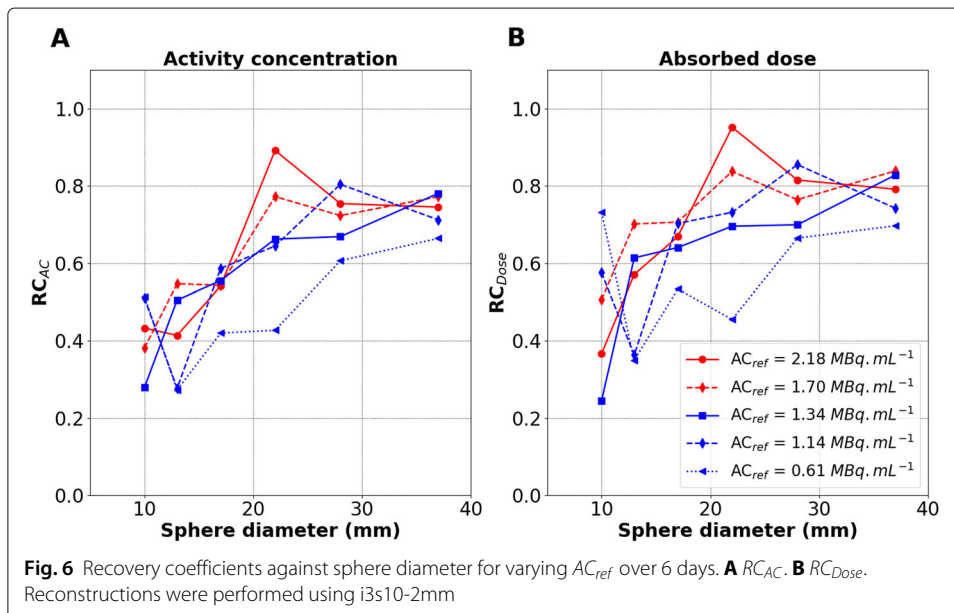 A
B
Activity concentration
Absorbed dose
RC_AC
1.0
0.8
0.6
0.4
0.2
0.0
10
20
30
40
Sphere diameter (mm)
RC_Dose
1.0
0.8
0.6
0.4
0.2
0.0
AC_ref = 2.18 MBq.mL⁻¹
AC_ref = 1.70 MBq.mL⁻¹
AC_ref = 1.34 MBq.mL⁻¹
AC_ref = 1.14 MBq.mL⁻¹
AC_ref = 0.61 MBq.mL⁻¹
10
20
30
40
Sphere diameter (mm)
Fig. 6 Recovery coefficients against sphere diameter for varying AC_ref over 6 days. A RC_AC. B RC_Dose.
Reconstructions were performed using i3s10-2mm